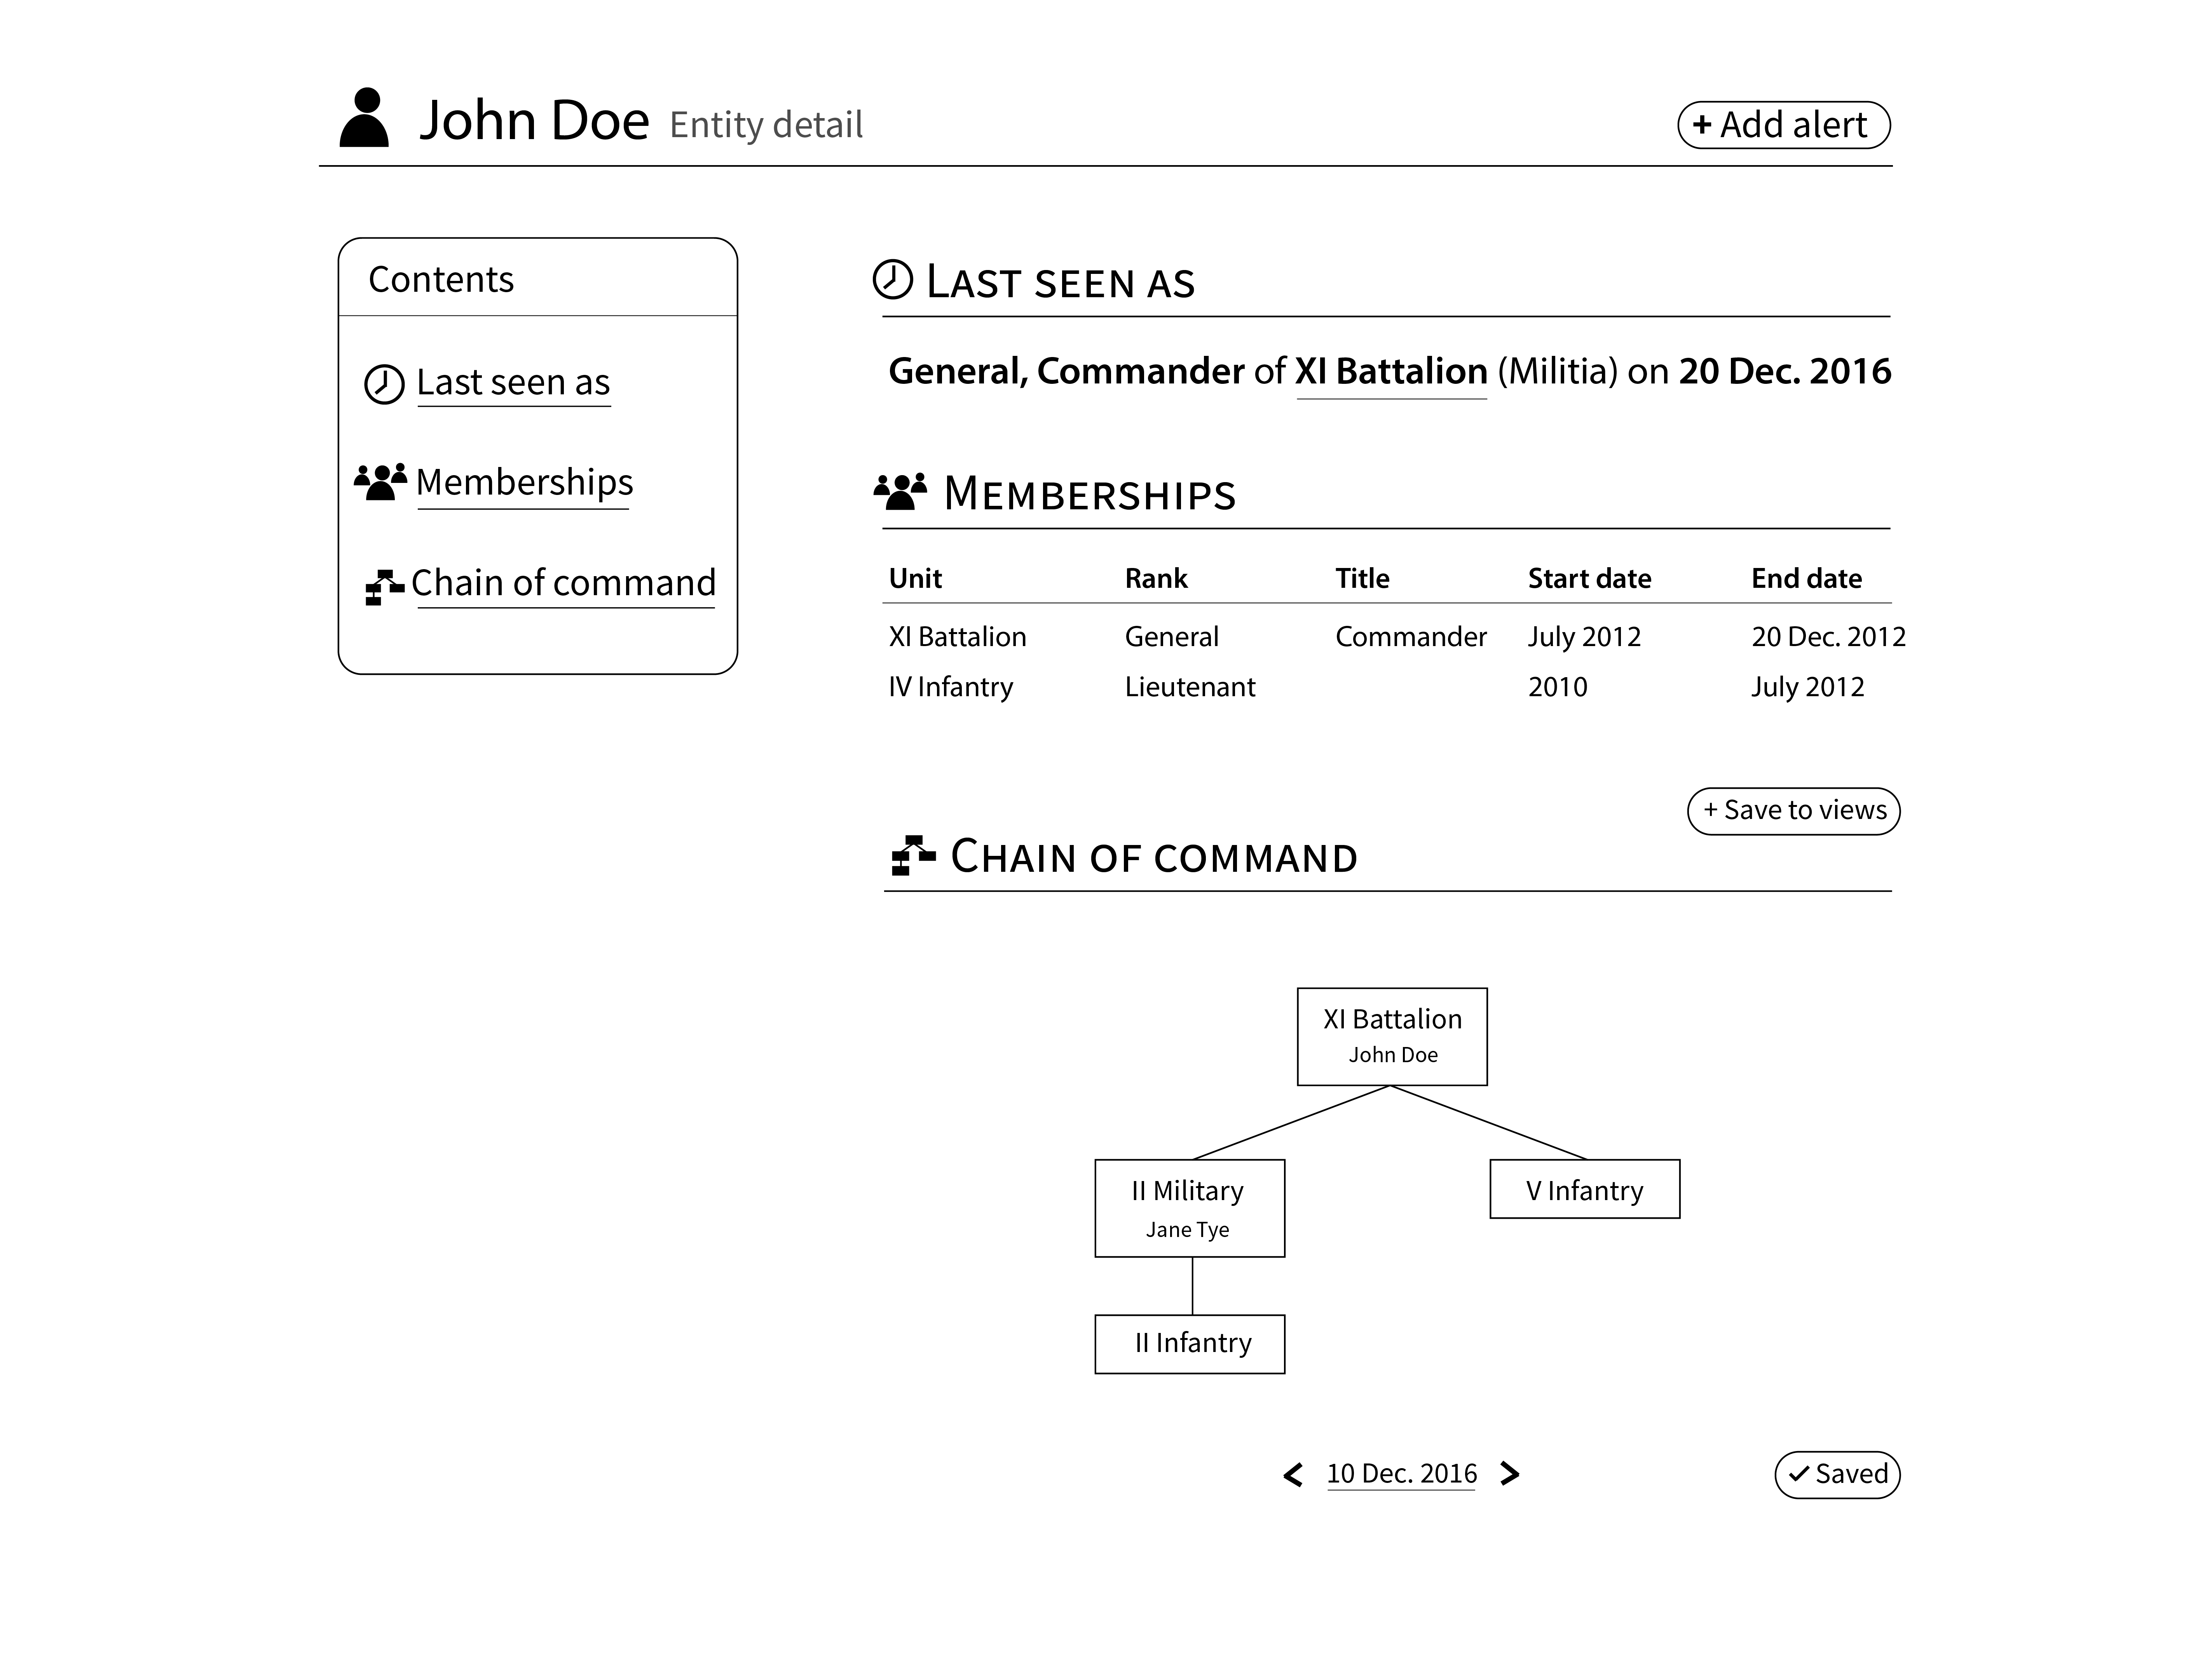 John Doe Entity detail
+ Add alert
Contents
Last seen as
Memberships
Chain of command
LAST SEEN AS
General, Commander of XI Battalion (Militia) on 20 Dec. 2016
MEMBERSHIPS
Unit Rank Title Start date End date
XI Battalion General Commander July 2012 20 Dec. 2012
IV Infantry Lieutenant 2010 July 2012
+ Save to views
CHAIN OF COMMAND
XI Battalion
John Doe
II Military
Jane Tye
V Infantry
II Infantry
< 10 Dec. 2016 >
✓ Saved